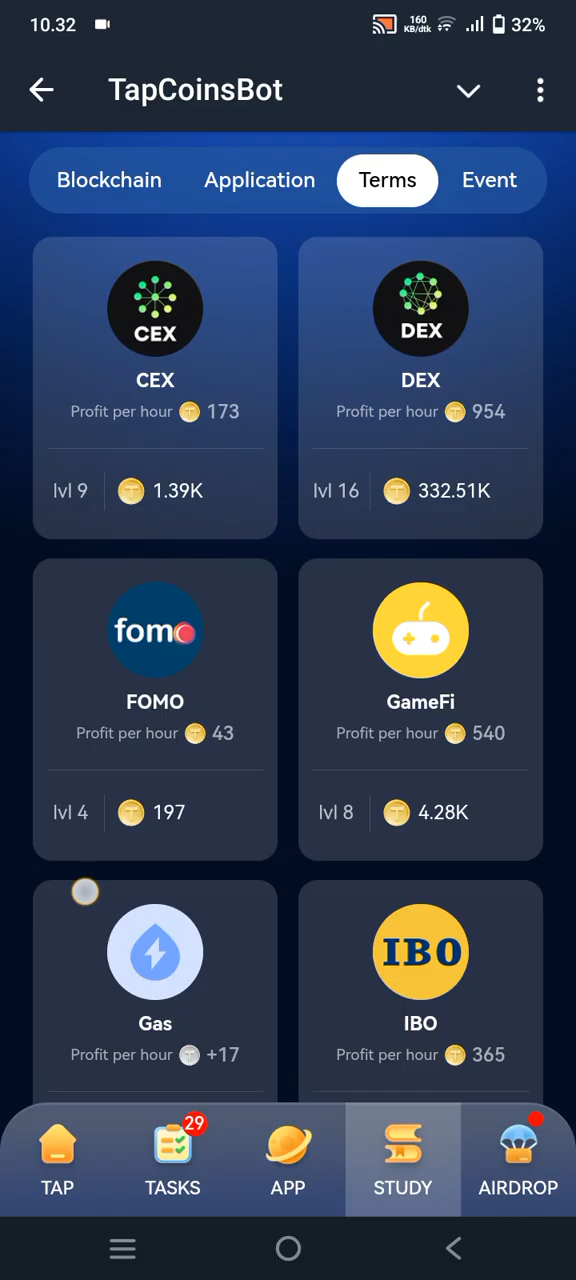 10.32
160
KB/dtk
32%
TapCoinsBot
Blockchain Application Terms Event
CEX
DEX
CEX
DEX
Profit per hour 173
Profit per hour 954
lvl 9 1.39K
lvl 16 332.51K
fomo
FOMO
GameFi
Profit per hour 43
Profit per hour 540
lvl 4 197
lvl 8 4.28K
IBO
Gas
IBO
Profit per hour +17
Profit per hour 365
29
TAP TASKS APP STUDY AIRDROP